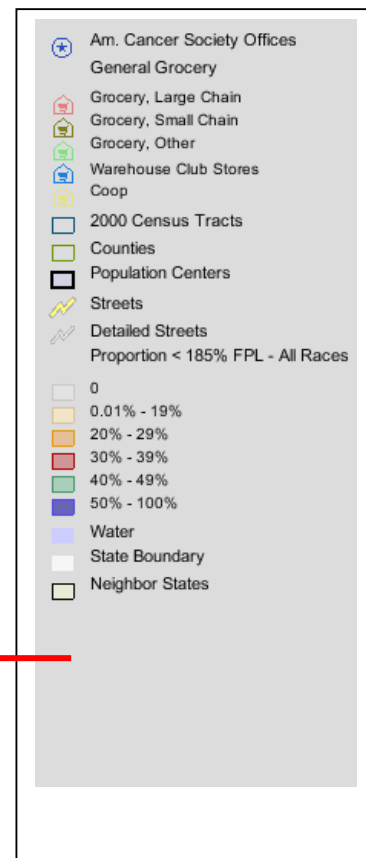 Am. Cancer Society Offices
General Grocery
Grocery, Large Chain
Grocery, Small Chain
Grocery, Other
Warehouse Club Stores
Coop
2000 Census Tracts
Counties
Population Centers
Streets
Detailed Streets
Proportion < 185% FPL - All Races
0
0.01% - 19%
20% - 29%
30% - 39%
40% - 49%
50% - 100%
Water
State Boundary
Neighbor States